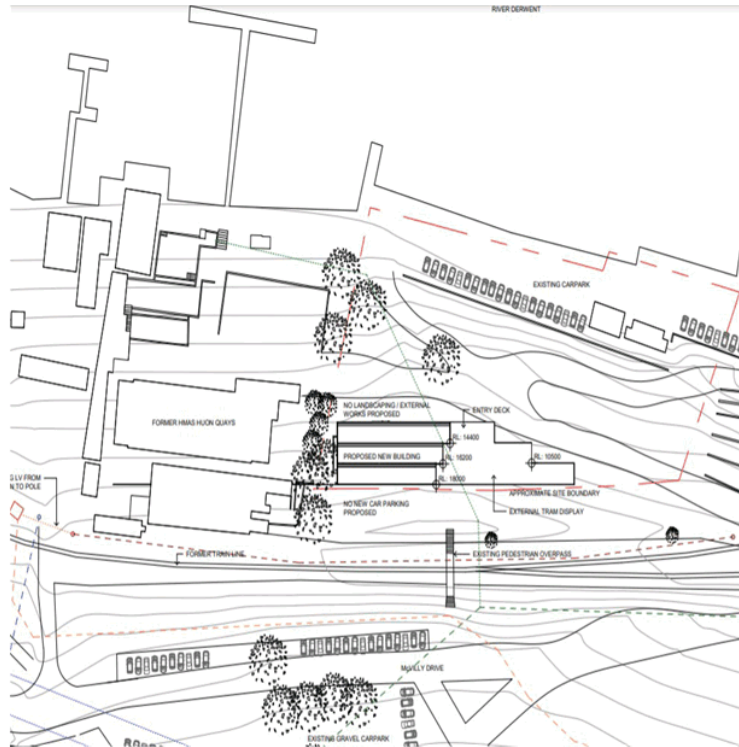 RIVER DERWENT
EXISTING CARPARK
NO LANDSCAPING / EXTERNAL
WORKS PROPOSED
ENTRY DECK
FORMER HMAS HUON QUAYS
RL: 14400
PROPOSED NEW BUILDING
RL: 16200
RL: 10500
G LV FROM
N TO POLE
RL: 18000
APPROXIMATE SITE BOUNDARY
NO NEW CAR PARKING
PROPOSED
EXTERNAL TRAM DISPLAY
FORMER TRAIN LINE
EXISTING PEDESTRIAN OVERPASS
McVILLY DRIVE
EXISTING GRAVEL CARPARK